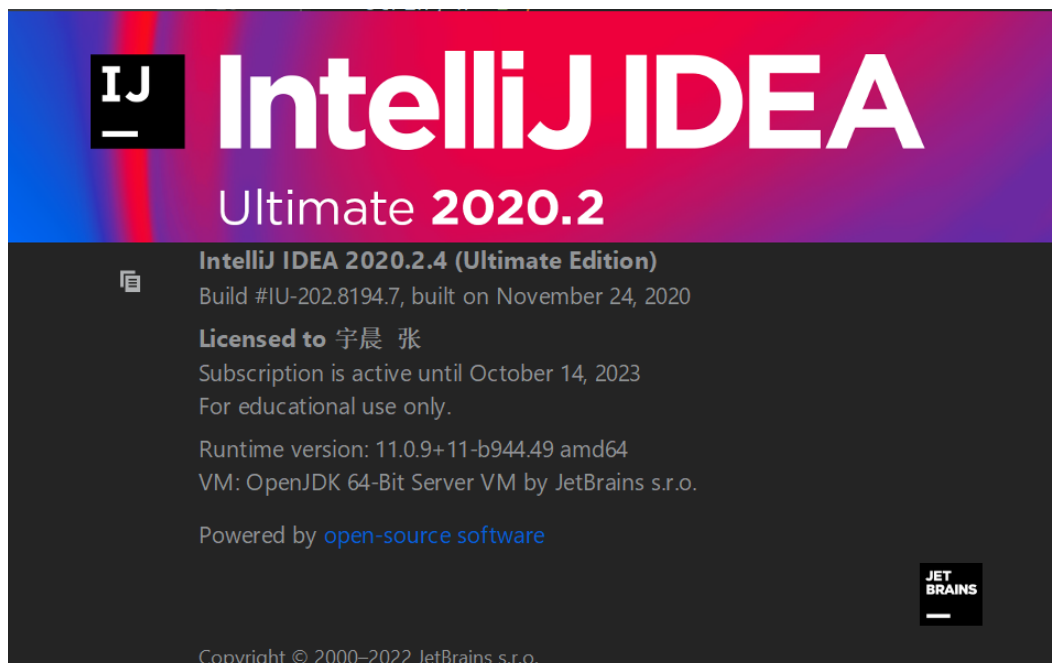 IJ
IntelliJ IDEA
Ultimate 2020.2
IntelliJ IDEA 2020.2.4 (Ultimate Edition)
Build #IU-202.8194.7, built on November 24, 2020
Licensed to 宇晨 张
Subscription is active until October 14, 2023
For educational use only.
Runtime version: 11.0.9+11-b944.49 amd64
VM: OpenJDK 64-Bit Server VM by JetBrains s.r.o.
Powered by open-source software
JET
BRAINS
Copyright © 2000–2022 JetBrains s.r.o.